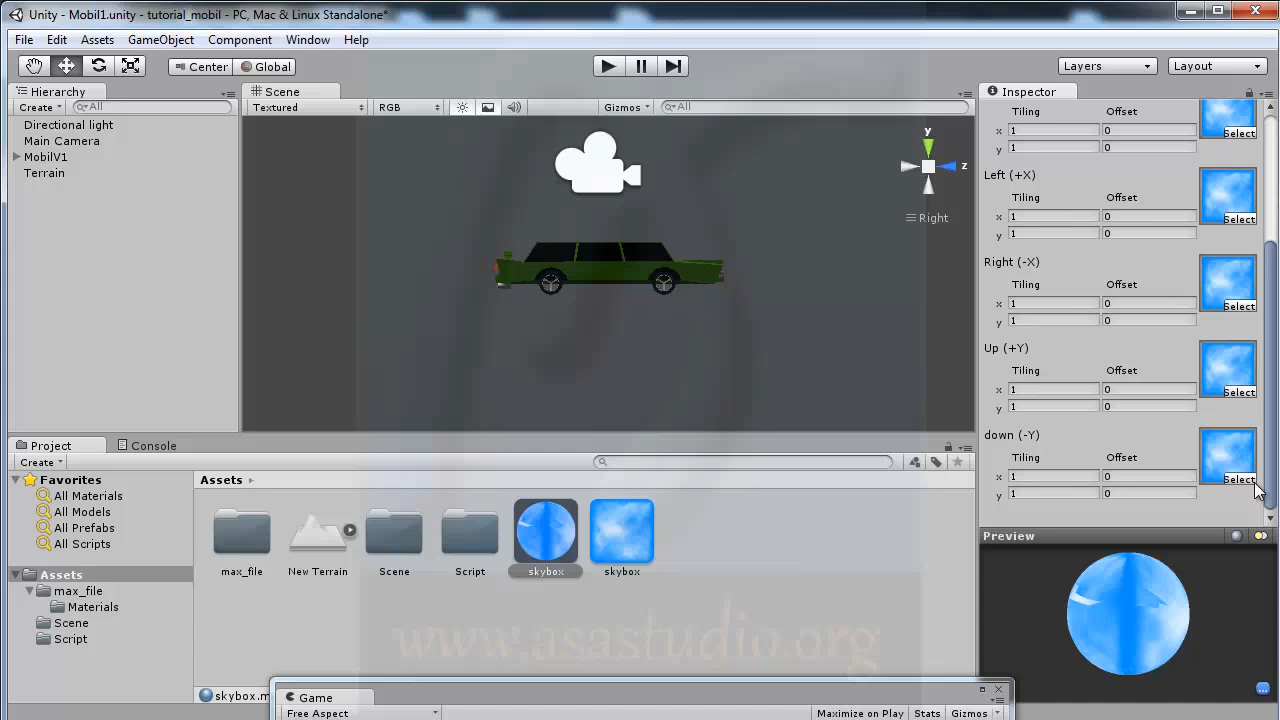 Unity - Mobil1.unity - tutorial_mobil - PC, Mac & Linux Standalone*
File Edit Assets GameObject Component Window Help
Center Global Layers Layout
Hierarchy
Create All
Directional light
Main Camera
MobilV1
Terrain
Scene
Textured RGB Gizmos All
y
z
Right
Inspector
Tiling Offset
x 1 0
y 1 0
Select
Left (+X)
Tiling Offset
x 1 0
y 1 0
Select
Right (-X)
Tiling Offset
x 1 0
y 1 0
Select
Up (+Y)
Tiling Offset
x 1 0
y 1 0
Select
down (-Y)
Tiling Offset
x 1 0
y 1 0
Select
Preview
Project Console
Create
Favorites
All Materials
All Models
All Prefabs
All Scripts
Assets
max_file
Materials
Scene
Script
Assets
max_file New Terrain Scene Script skybox skybox
www.asastudio.org
skybox.m
Game
Free Aspect Maximize on Play Stats Gizmos